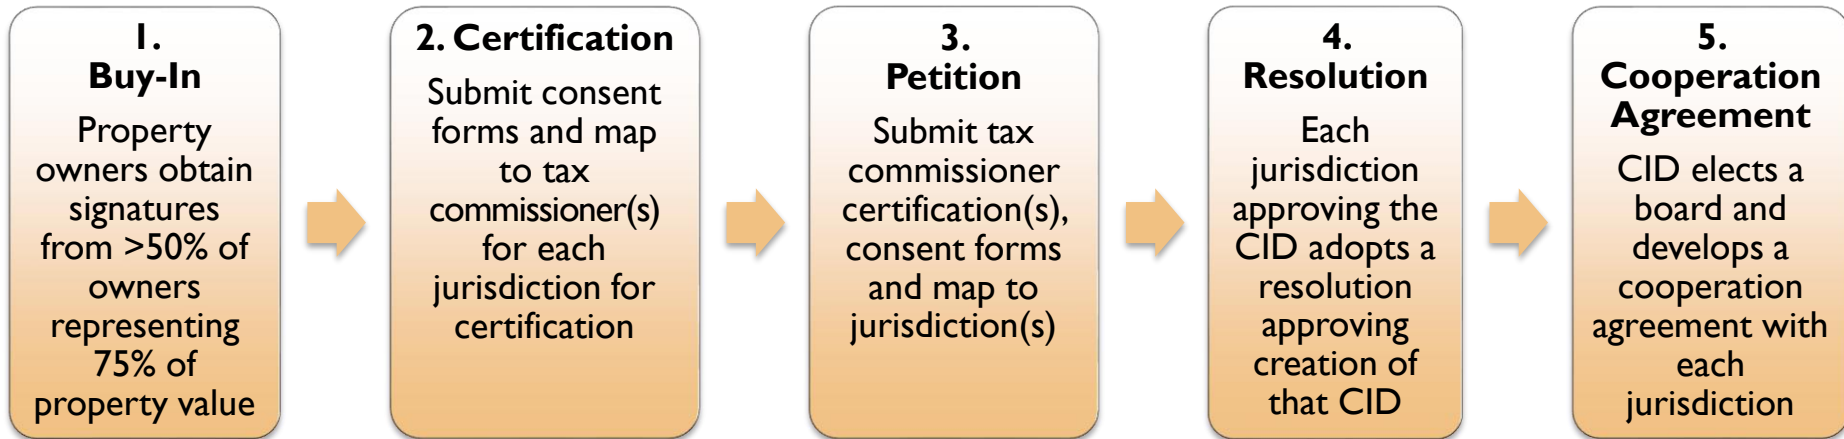 1.
Buy-In
Property
owners obtain
signatures
from >50% of
owners
representing
75% of
property value
2. Certification
Submit consent
forms and map
to tax
commissioner(s)
for each
jurisdiction for
certification
3.
Petition
Submit tax
commissioner
certification(s),
consent forms
and map to
jurisdiction(s)
4.
Resolution
Each
jurisdiction
approving the
CID adopts a
resolution
approving
creation of
that CID
5.
Cooperation
Agreement
CID elects a
board and
develops a
cooperation
agreement with
each
jurisdiction